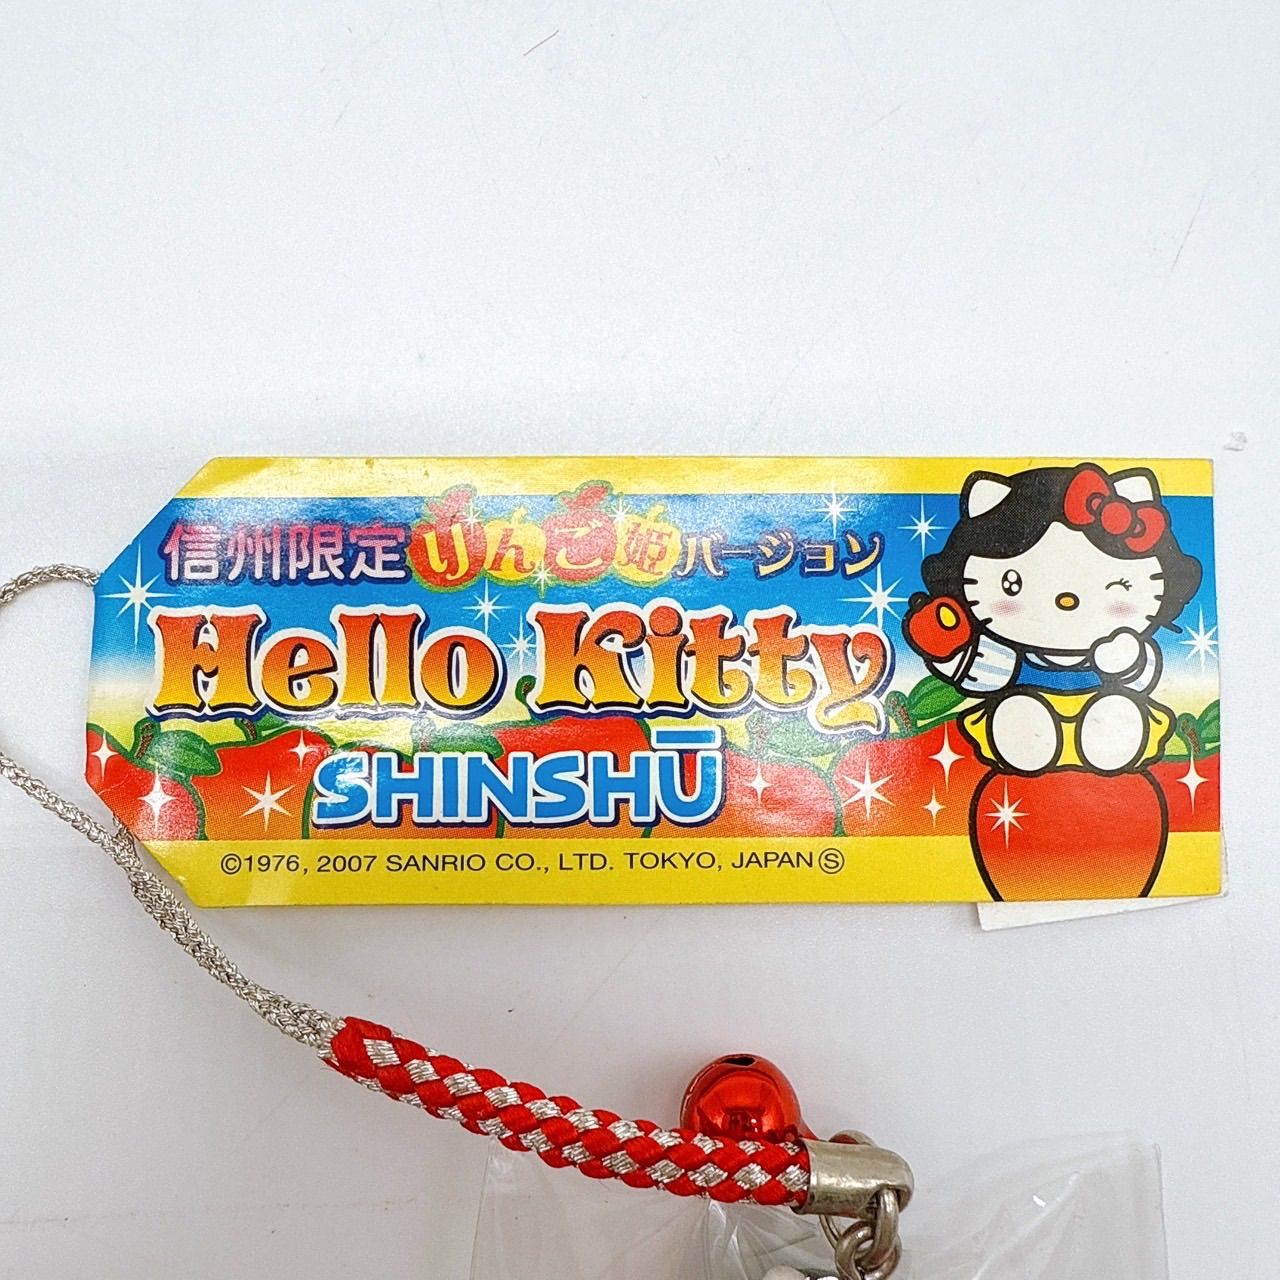 信州限定りんご姫バージョン
Hello Kitty
SHINSHŪ
©1976, 2007 SANRIO CO., LTD. TOKYO, JAPAN Ⓢ